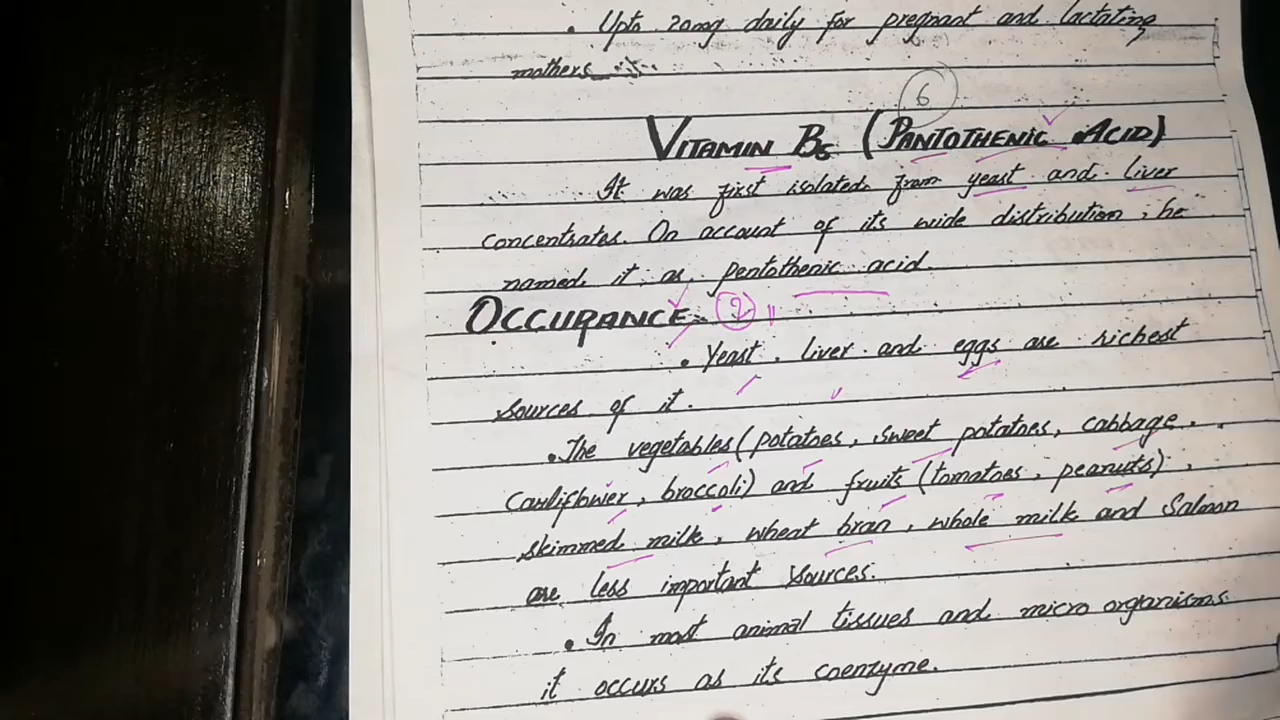 • Upto 20mg daily for pregnant and lactating
mothers
6
VITAMIN B5 (PANTOTHENIC ACID)
It was first isolated from yeast and liver
concentrates. On account of its wide distribution, he
named it as pentothenic acid.
OCCURANCE:- 2
• Yeast, liver and eggs are richest
sources of it.
• The vegetables (potatoes, sweet potatoes, cabbage,
cauliflower, broccoli) and fruits (tomatoes, peanuts),
skimmed milk, wheat bran, whole milk and Salmon
are less important sources.
• In most animal tissues and micro organisms
it occurs as its coenzyme.